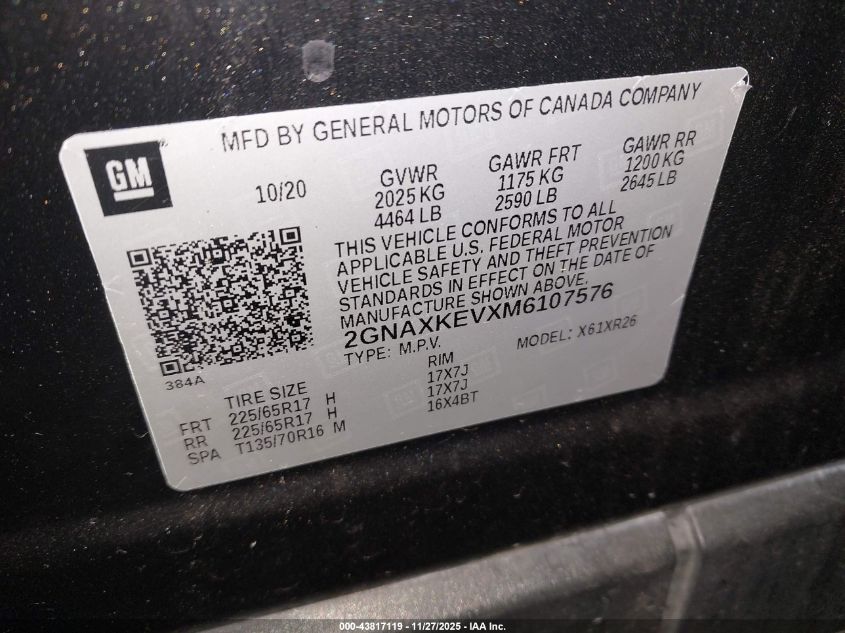 MFD BY GENERAL MOTORS OF CANADA COMPANY
GM
10/20
GVWR
2025 KG
4464 LB
GAWR FRT
1175 KG
2590 LB
GAWR RR
1200 KG
2645 LB
THIS VEHICLE CONFORMS TO ALL
APPLICABLE U.S. FEDERAL MOTOR
VEHICLE SAFETY AND THEFT PREVENTION
STANDARDS IN EFFECT ON THE DATE OF
MANUFACTURE SHOWN ABOVE.
2GNAXKEVXM6107576
TYPE: M.P.V. MODEL: X61XR26
384A
TIRE SIZE RIM
FRT 225/65R17 H 17X7J
RR 225/65R17 H 17X7J
SPA T135/70R16 M 16X4BT
000-43817119 - 11/27/2025 - IAA Inc.